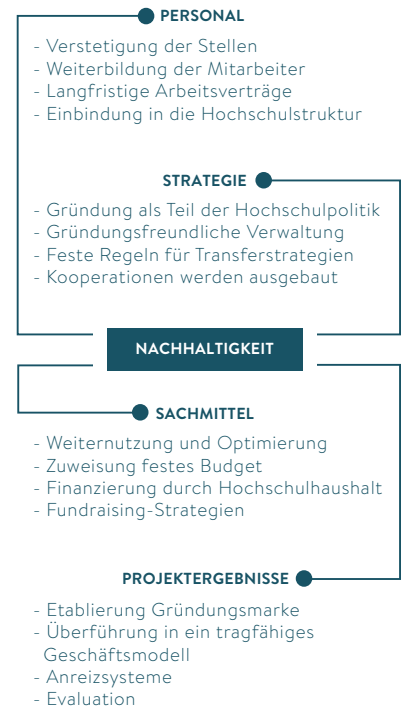 PERSONAL
- Verstetigung der Stellen
- Weiterbildung der Mitarbeiter
- Langfristige Arbeitsverträge
- Einbindung in die Hochschulstruktur
STRATEGIE
- Gründung als Teil der Hochschulpolitik
- Gründungsfreundliche Verwaltung
- Feste Regeln für Transferstrategien
- Kooperationen werden ausgebaut
NACHHALTIGKEIT
SACHMITTEL
- Weiternutzung und Optimierung
- Zuweisung festes Budget
- Finanzierung durch Hochschulhaushalt
- Fundraising-Strategien
PROJEKTERGEBNISSE
- Etablierung Gründungsmarke
- Überführung in ein tragfähiges
Geschäftsmodell
- Anreizsysteme
- Evaluation